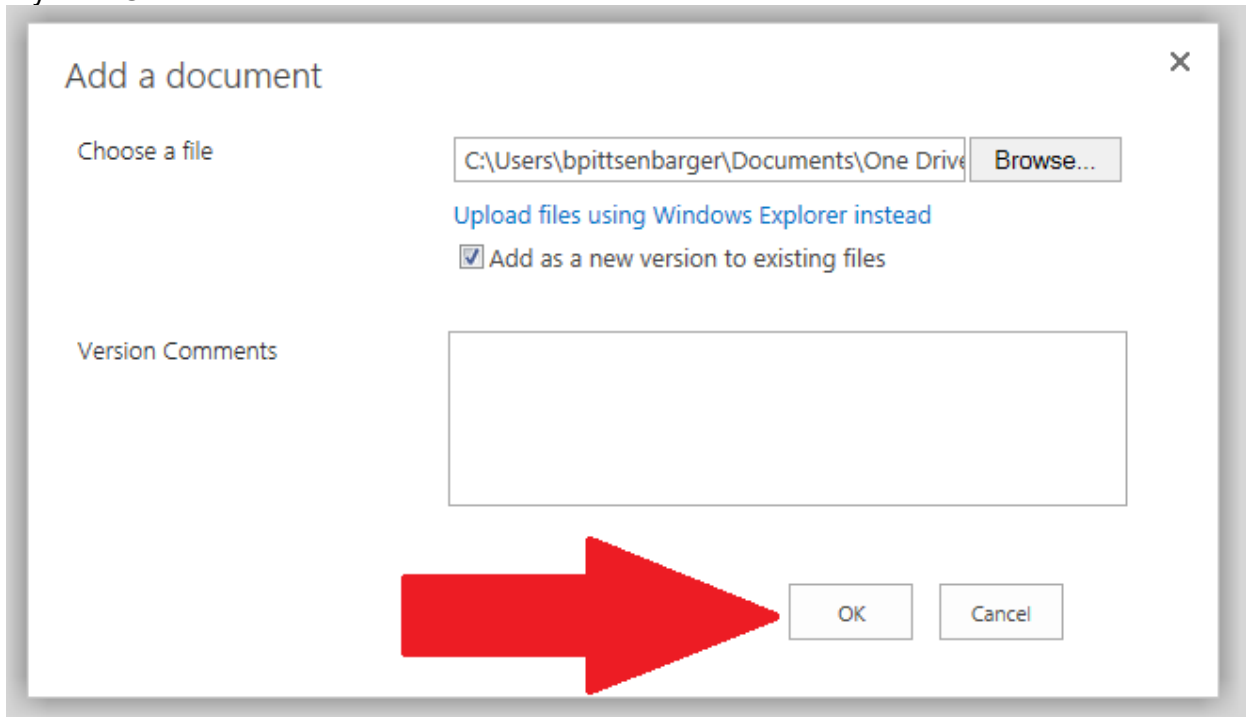 Add a document
Choose a file
C:\Users\bpittsenbarger\Documents\One Drive
Browse...
Upload files using Windows Explorer instead
Add as a new version to existing files
Version Comments
OK
Cancel